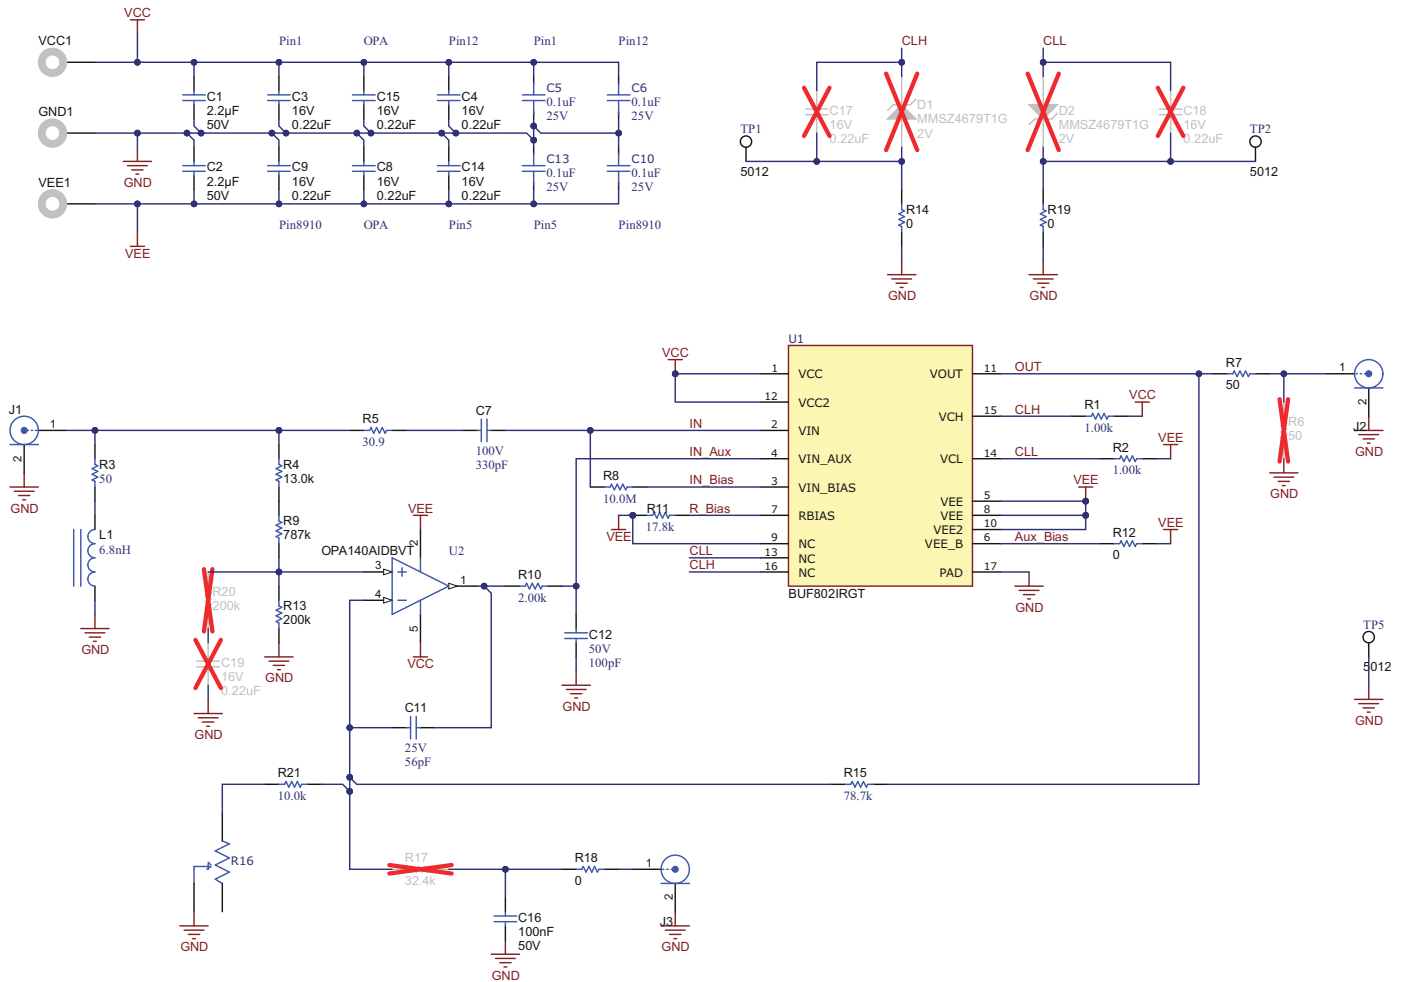 VCC
VCC1
Pin1
OPA
Pin12
Pin1
Pin12
C1
2.2µF
50V
C3
16V
0.22uF
C15
16V
0.22uF
C4
16V
0.22uF
C5
0.1uF
25V
C6
0.1uF
25V
GND1
GND
C2
2.2µF
50V
C9
16V
0.22uF
C8
16V
0.22uF
C14
16V
0.22uF
C13
0.1uF
25V
C10
0.1uF
25V
VEE1
VEE
Pin8910
OPA
Pin5
Pin5
Pin8910
CLH
C17
16V
0.22uF
D1
MMSZ4679T1G
2V
TP1
5012
R14
0
GND
CLL
D2
MMSZ4679T1G
2V
C18
16V
0.22uF
TP2
5012
R19
0
GND
U1
VCC
1
VCC
12
VCC2
IN
2
VIN
IN_Aux
4
VIN_AUX
IN_Bias
3
VIN_BIAS
R_Bias
7
RBIAS
9
NC
CLL
13
NC
CLH
16
NC
BUF802IRGT
VOUT
11
OUT
VCH
15
CLH
R1
1.00k
VCC
VCL
14
CLL
R2
1.00k
VEE
VEE
5
VEE
8
VEE2
10
VEE
VEE_B
6
Aux_Bias
R12
0
VEE
PAD
17
GND
R7
50
R6
50
GND
1
2
J2
GND
J1
1
2
GND
R3
50
L1
6.8nH
GND
R4
13.0k
R9
787k
R13
200k
GND
R20
200k
C19
16V
0.22uF
GND
R5
30.9
C7
100V
330pF
R8
10.0M
R11
17.8k
VEE
VEE
2
OPA140AIDBVT
U2
3
4
1
5
VCC
R10
2.00k
C12
50V
100pF
GND
C11
25V
56pF
TP5
5012
GND
R21
10.0k
R15
78.7k
R16
GND
R17
32.4k
R18
0
1
2
J3
GND
C16
100nF
50V
GND